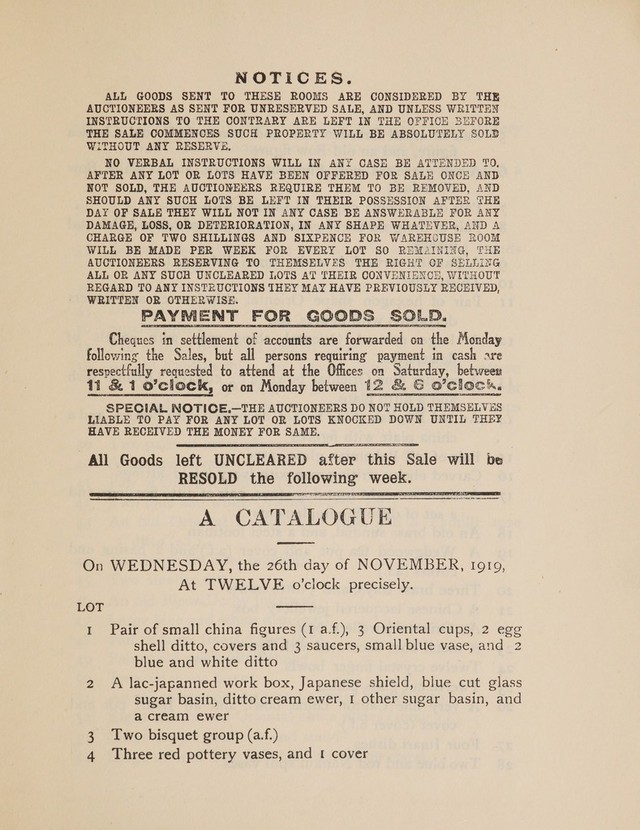 NOTICES.
ALL GOODS SENT TO THESE ROOMS ARE CONSIDERED BY THE
AUCTIONEERS AS SENT FOR UNRESERVED SALE, AND UNLESS WRITTEN
INSTRUCTIONS TO THE CONTRARY ARE LEFT IN THE OFFICE BEFORE
THE SALE COMMENCES SUCH PROPERTY WILL BE ABSOLUTELY SOLD
WITHOUT ANY RESERVE.
NO VERBAL INSTRUCTIONS WILL IN ANY CASE BE ATTENDED TO.
AFTER ANY LOT OR LOTS HAVE BEEN OFFERED FOR SALE ONCE AND
NOT SOLD, THE AUCTIONEERS REQUIRE THEM TO BE REMOVED, AND
SHOULD ANY SUCH LOTS BE LEFT IN THEIR POSSESSION AFTER THE
DAY OF SALE THEY WILL NOT IN ANY CASE BE ANSWERABLE FOR ANY
DAMAGE, LOSS, OR DETERIORATION, IN ANY SHAPE WHATEVER, AND A
CHARGE OF TWO SHILLINGS AND SIXPENCE FOR WAREHOUSE ROOM
WILL BE MADE PER WEEK FOR EVERY LOT SO REMAINING, THE
AUCTIONEERS RESERVING TO THEMSELVES THE RIGHT OF SELLING
ALL OR ANY SUCH UNCLEARED LOTS AT THEIR CONVENIENCE, WITHOUT
REGARD TO ANY INSTRUCTIONS THEY MAY HAVE PREVIOUSLY RECEIVED,
WRITTEN OR OTHERWISE.
PAYMENT FOR GOODS SOLD.
Cheques in settlement of accounts are forwarded on the Monday
following the Sales, but all persons requiring payment in cash are
respectfully requested to attend at the Offices on Saturday, between
11 & 1 o'clock, or on Monday between 12 & 6 o'clock.
SPECIAL NOTICE.—THE AUCTIONEERS DO NOT HOLD THEMSELVES
LIABLE TO PAY FOR ANY LOT OR LOTS KNOCKED DOWN UNTIL THEY
HAVE RECEIVED THE MONEY FOR SAME.
All Goods left UNCLEARED after this Sale will be
RESOLD the following week.
A CATALOGUE
On WEDNESDAY, the 26th day of NOVEMBER, 1919,
At TWELVE o'clock precisely.
LOT
1 Pair of small china figures (1 a.f.), 3 Oriental cups, 2 egg
shell ditto, covers and 3 saucers, small blue vase, and 2
blue and white ditto
2 A lac-japanned work box, Japanese shield, blue cut glass
sugar basin, ditto cream ewer, 1 other sugar basin, and
a cream ewer
3 Two bisquet group (a.f.)
4 Three red pottery vases, and 1 cover